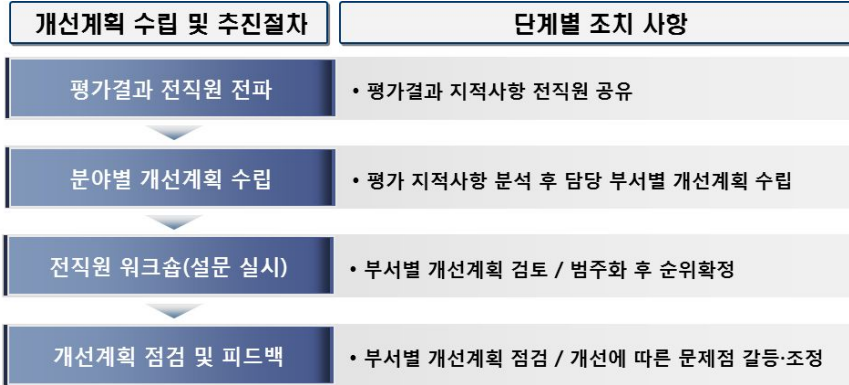 개선계획 수립 및 추진절차
단계별 조치 사항
평가결과 전직원 전파
• 평가결과 지적사항 전직원 공유
분야별 개선계획 수립
• 평가 지적사항 분석 후 담당 부서별 개선계획 수립
전직원 워크숍(설문 실시)
• 부서별 개선계획 검토 / 범주화 후 순위확정
개선계획 점검 및 피드백
• 부서별 개선계획 점검 / 개선에 따른 문제점 갈등·조정